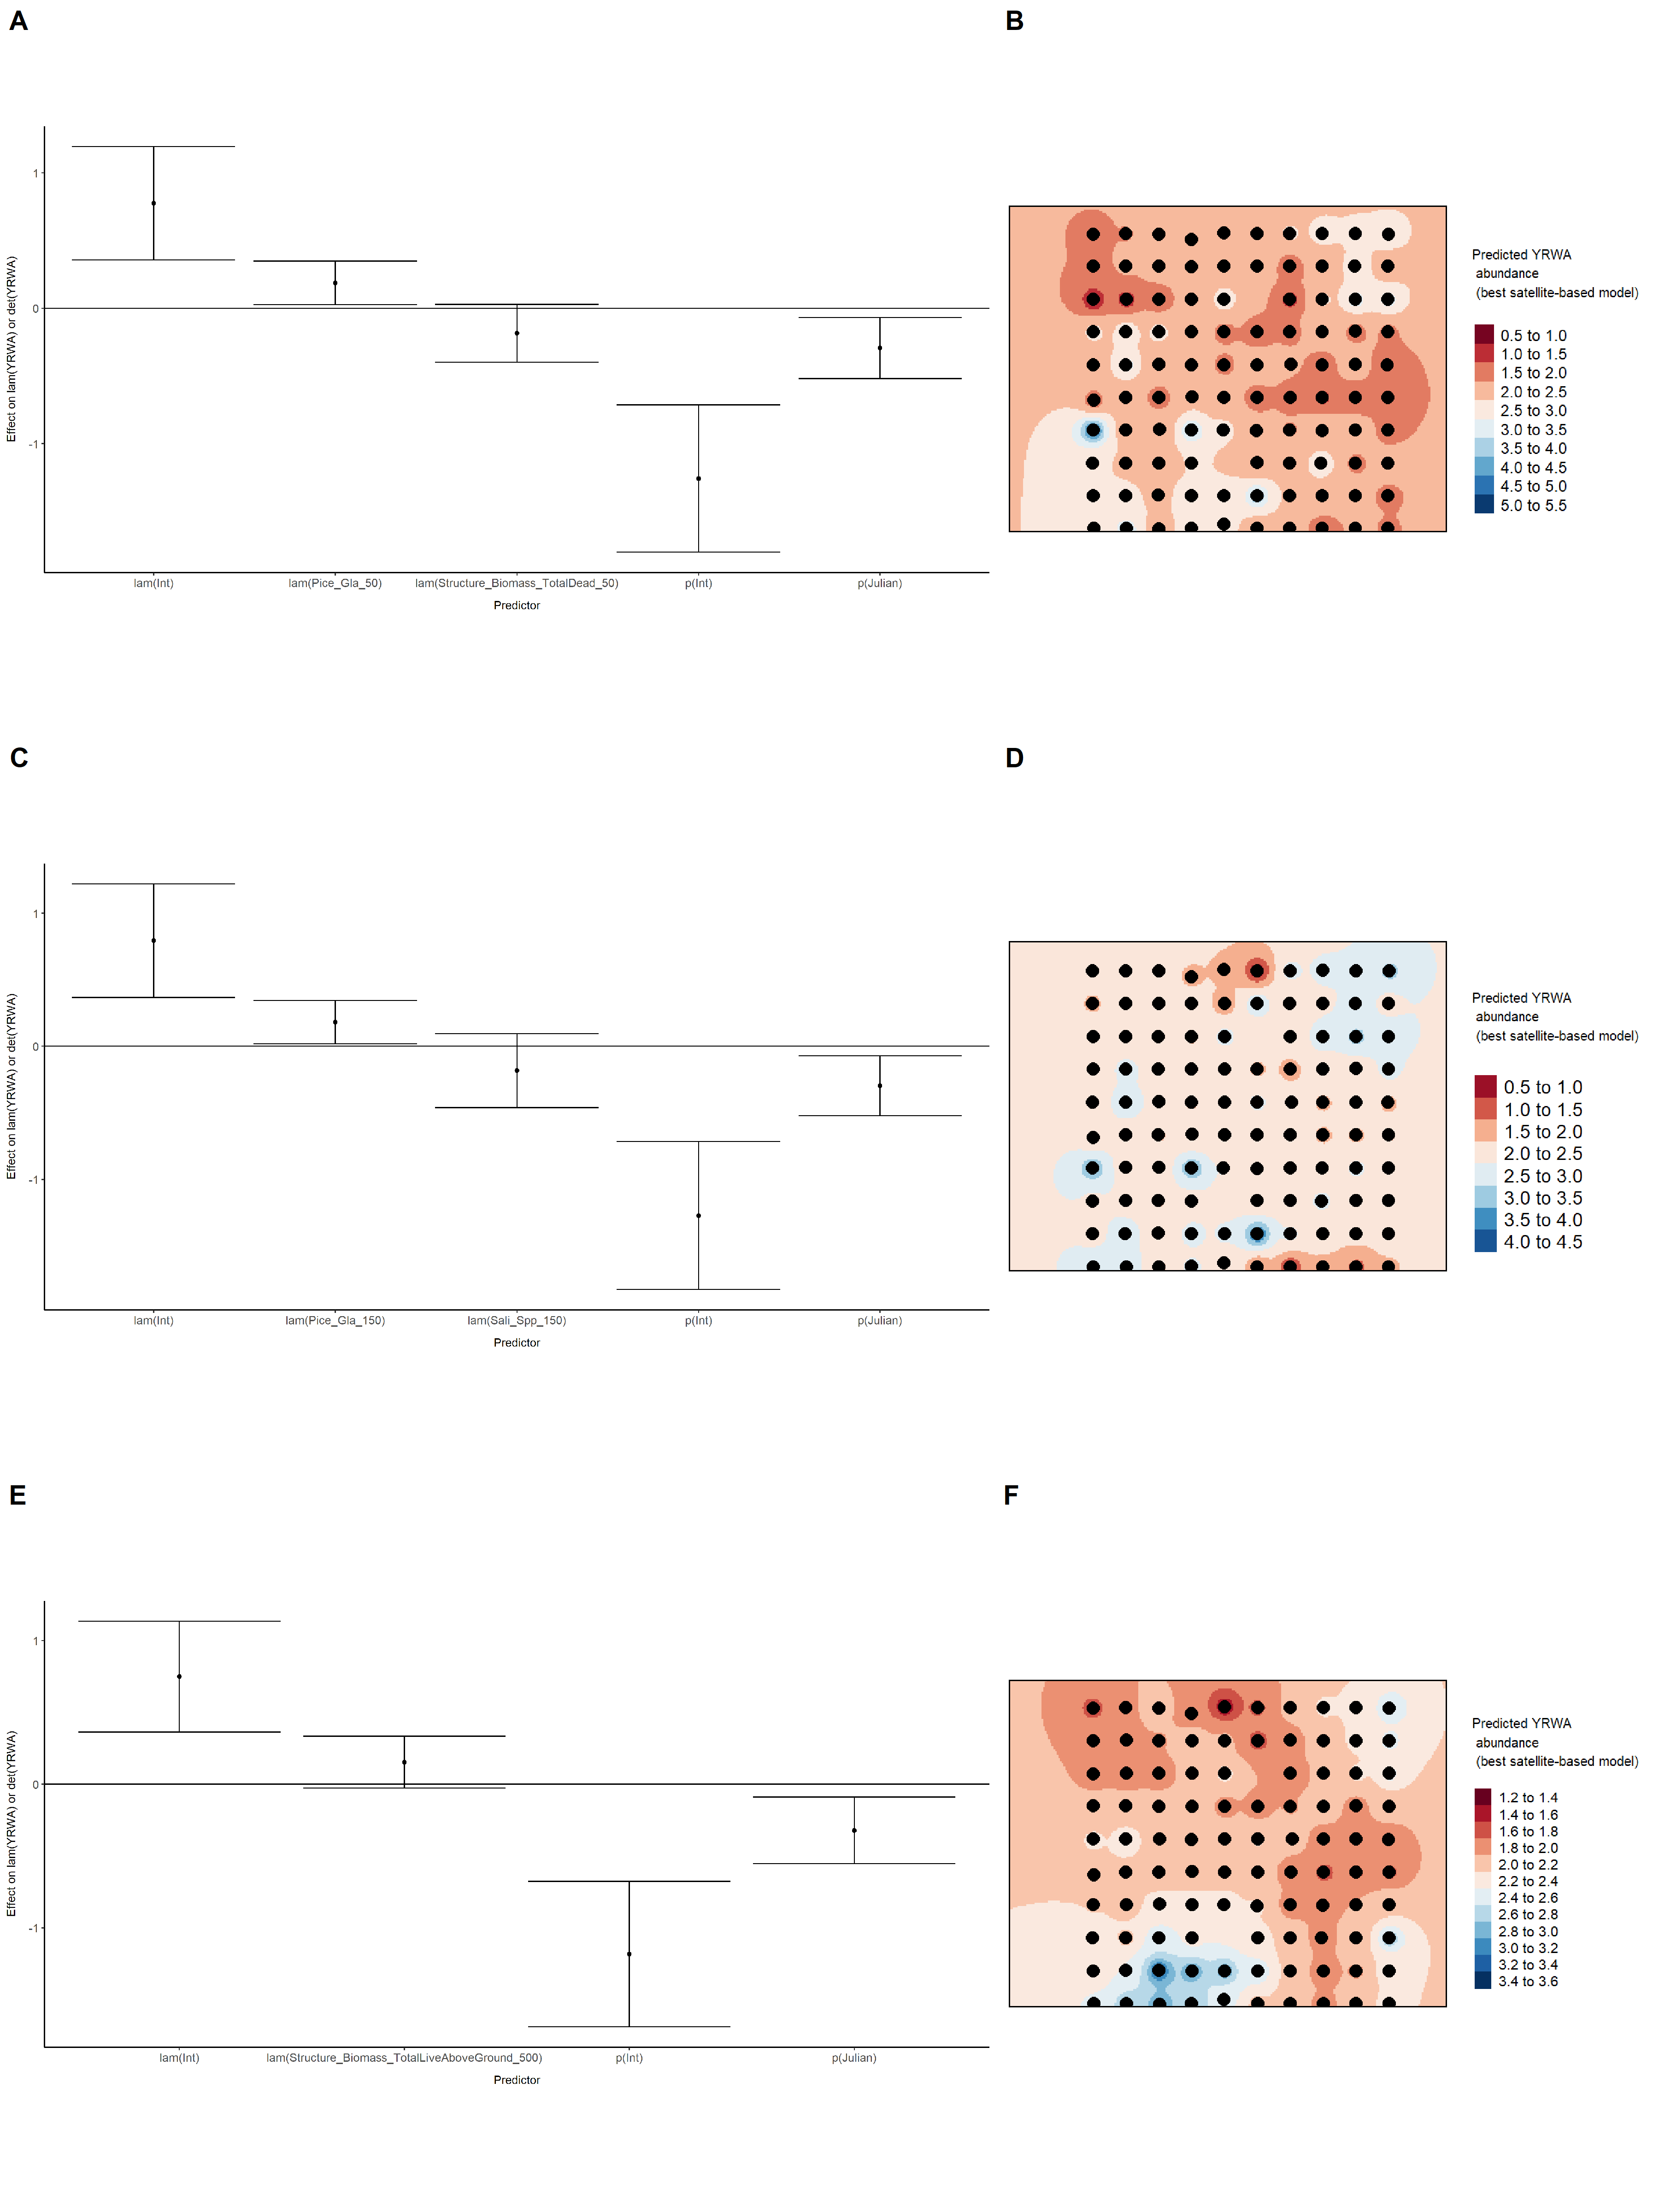 A
B
Effect on lam(YRWA) or det(YRWA)
1
0
-1
lam(Int)
lam(Pice_Gla_50)
lam(Structure_Biomass_TotalDead_50)
p(Int)
p(Julian)
Predictor
Predicted YRWA
abundance
(best satellite-based model)
0.5 to 1.0
1.0 to 1.5
1.5 to 2.0
2.0 to 2.5
2.5 to 3.0
3.0 to 3.5
3.5 to 4.0
4.0 to 4.5
4.5 to 5.0
5.0 to 5.5
C
D
Effect on lam(YRWA) or det(YRWA)
1
0
-1
lam(Int)
lam(Pice_Gla_150)
lam(Sali_Spp_150)
p(Int)
p(Julian)
Predictor
Predicted YRWA
abundance
(best satellite-based model)
0.5 to 1.0
1.0 to 1.5
1.5 to 2.0
2.0 to 2.5
2.5 to 3.0
3.0 to 3.5
3.5 to 4.0
4.0 to 4.5
E
F
Effect on lam(YRWA) or det(YRWA)
1
0
-1
lam(Int)
lam(Structure_Biomass_TotalLiveAboveGround_500)
p(Int)
p(Julian)
Predictor
Predicted YRWA
abundance
(best satellite-based model)
1.2 to 1.4
1.4 to 1.6
1.6 to 1.8
1.8 to 2.0
2.0 to 2.2
2.2 to 2.4
2.4 to 2.6
2.6 to 2.8
2.8 to 3.0
3.0 to 3.2
3.2 to 3.4
3.4 to 3.6